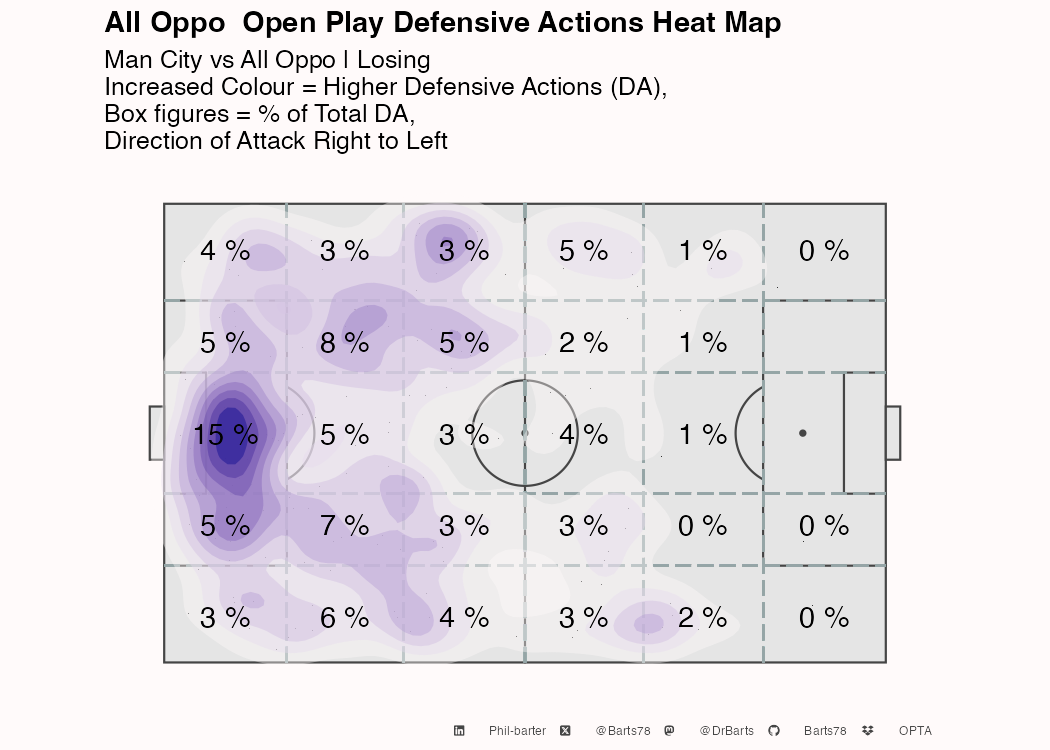 All Oppo  Open Play Defensive Actions Heat Map
Man City vs All Oppo | Losing
Increased Colour = Higher Defensive Actions (DA),
Box figures = % of Total DA,
Direction of Attack Right to Left
4 % 3 % 3 % 5 % 1 % 0 %
5 % 8 % 5 % 2 % 1 %
15 % 5 % 3 % 4 % 1 %
5 % 7 % 3 % 3 % 0 % 0 %
3 % 6 % 4 % 3 % 2 % 0 %
Phil-barter @Barts78 @DrBarts Barts78 OPTA